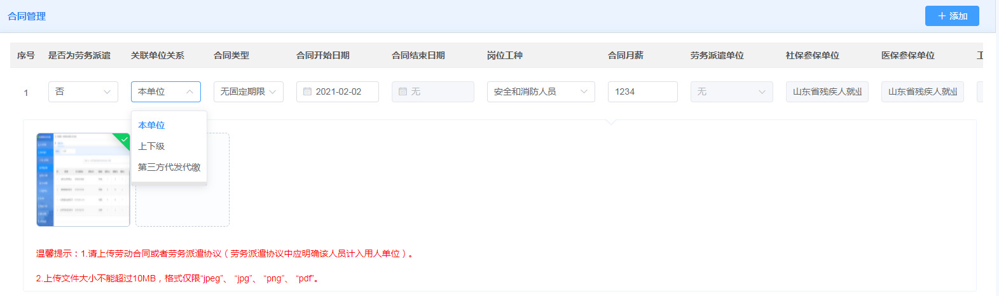 合同管理
添加
序号 是否为劳务派遣 关联单位关系 合同类型 合同开始日期 合同结束日期 岗位工种 合同月薪 劳务派遣单位 社保参保单位 医保参保单位
1 否 本单位 无固定期限 2021-02-02 无 安全和消防人员 1234 无 山东省残疾人就业 山东省残疾人就业
本单位
上下级
第三方代发代缴
温馨提示：1.请上传劳动合同或者劳务派遣协议（劳务派遣协议中应明确该人员计入用人单位）。
2.上传文件大小不能超过10MB，格式仅限“jpeg”、 “jpg”、 “png”、 “pdf”。